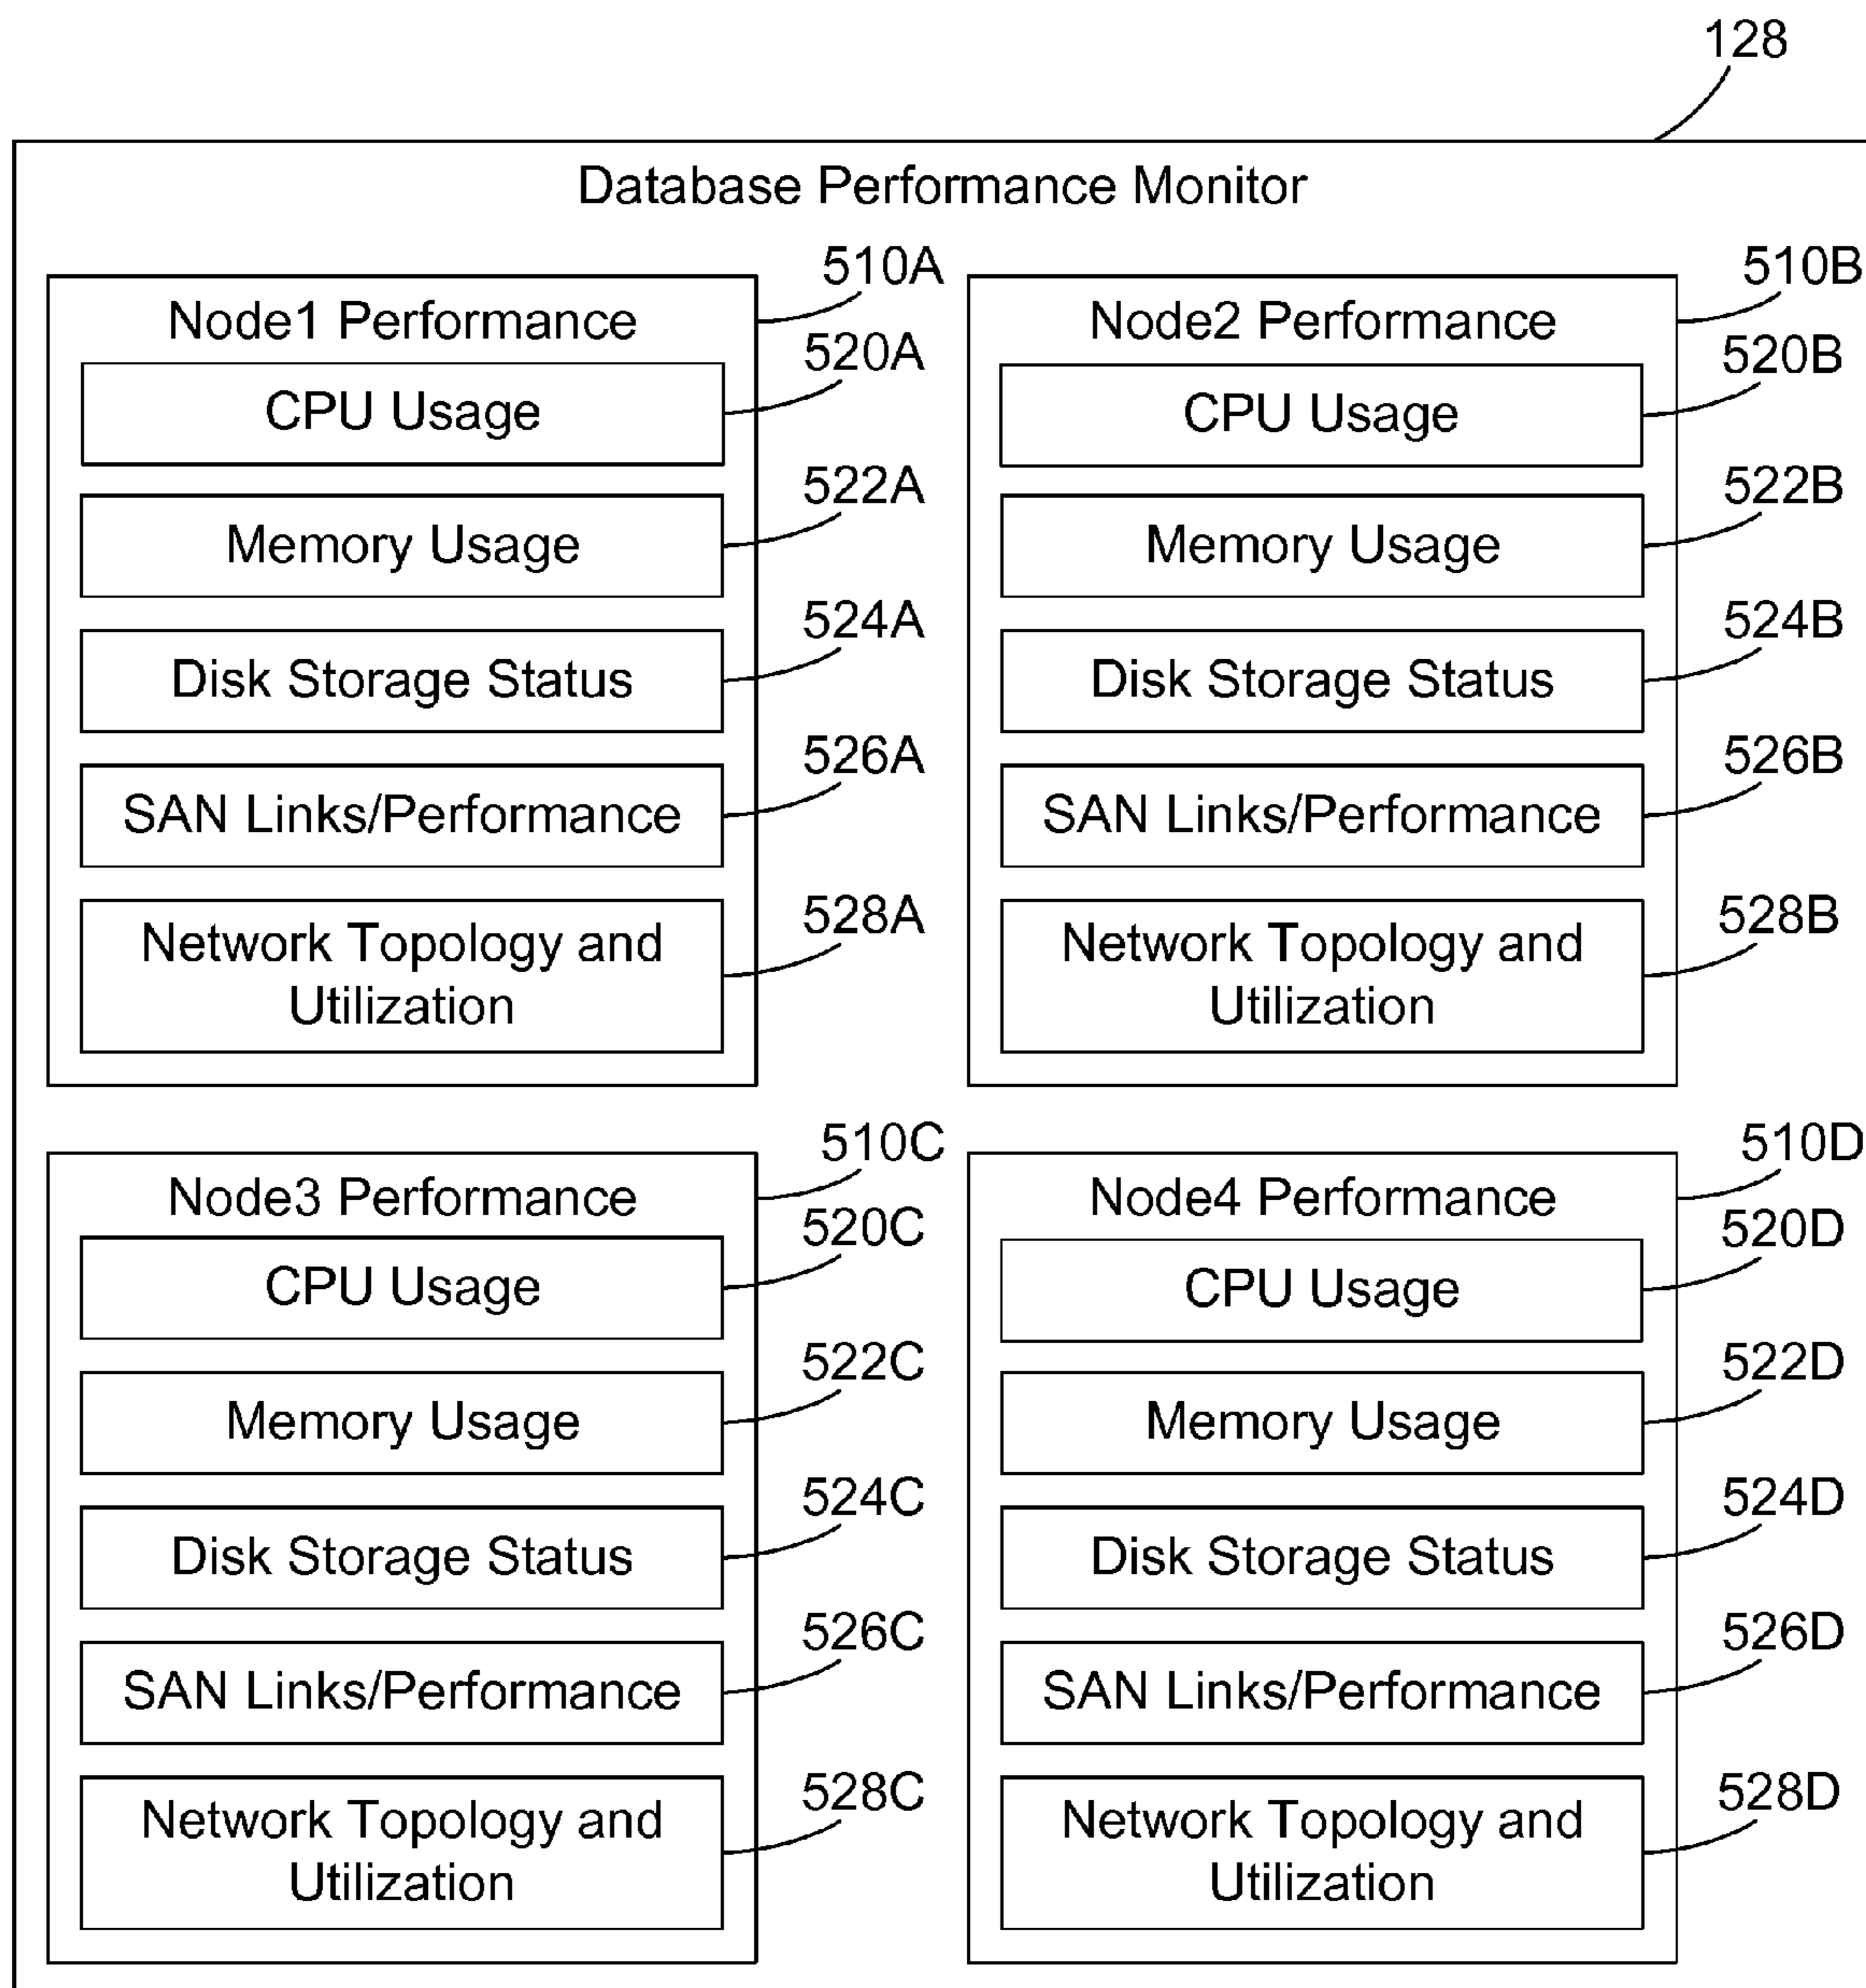 128
Database Performance Monitor
Node1 Performance
510A
CPU Usage
520A
Memory Usage
522A
Disk Storage Status
524A
SAN Links/Performance
526A
Network Topology and
Utilization
528A
Node2 Performance
510B
CPU Usage
520B
Memory Usage
522B
Disk Storage Status
524B
SAN Links/Performance
526B
Network Topology and
Utilization
528B
Node3 Performance
510C
CPU Usage
520C
Memory Usage
522C
Disk Storage Status
524C
SAN Links/Performance
526C
Network Topology and
Utilization
528C
Node4 Performance
510D
CPU Usage
520D
Memory Usage
522D
Disk Storage Status
524D
SAN Links/Performance
526D
Network Topology and
Utilization
528D